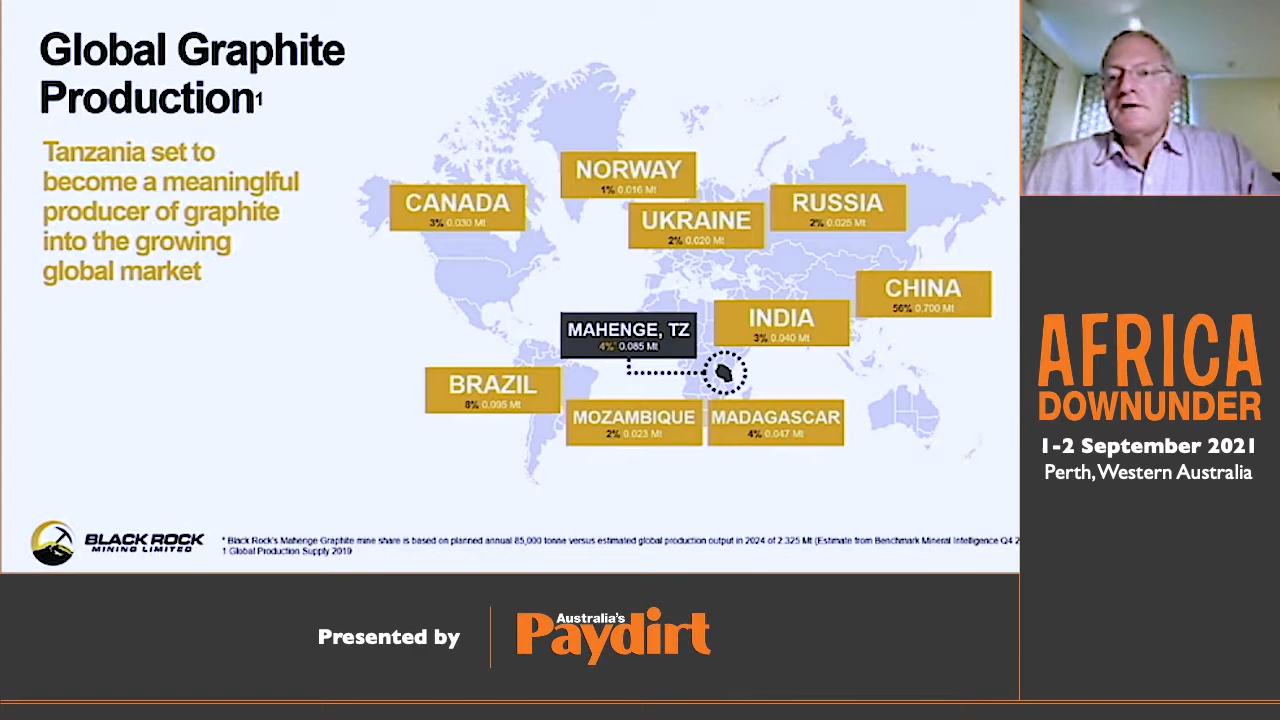 Global Graphite
Production1
Tanzania set to
become a meaninglful
producer of graphite
into the growing
global market
NORWAY
1% 0.016 Mt
CANADA
3% 0.030 Mt
UKRAINE
2% 0.020 Mt
RUSSIA
2% 0.025 Mt
CHINA
56% 0.700 Mt
INDIA
3% 0.040 Mt
MAHENGE, TZ
4%* 0.085 Mt
BRAZIL
8% 0.095 Mt
MOZAMBIQUE
2% 0.023 Mt
MADAGASCAR
4% 0.047 Mt
BLACK ROCK
MINING LIMITED
* Black Rock's Mahenge Graphite mine share is based on planned annual 85,000 tonne versus estimated global production output in 2024 of 2.325 Mt (Estimate from Benchmark Mineral Intelligence Q4 2
1 Global Production Supply 2019
AFRICA
DOWNUNDER
1-2 September 2021
Perth, Western Australia
Presented by
Australia's
Paydirt